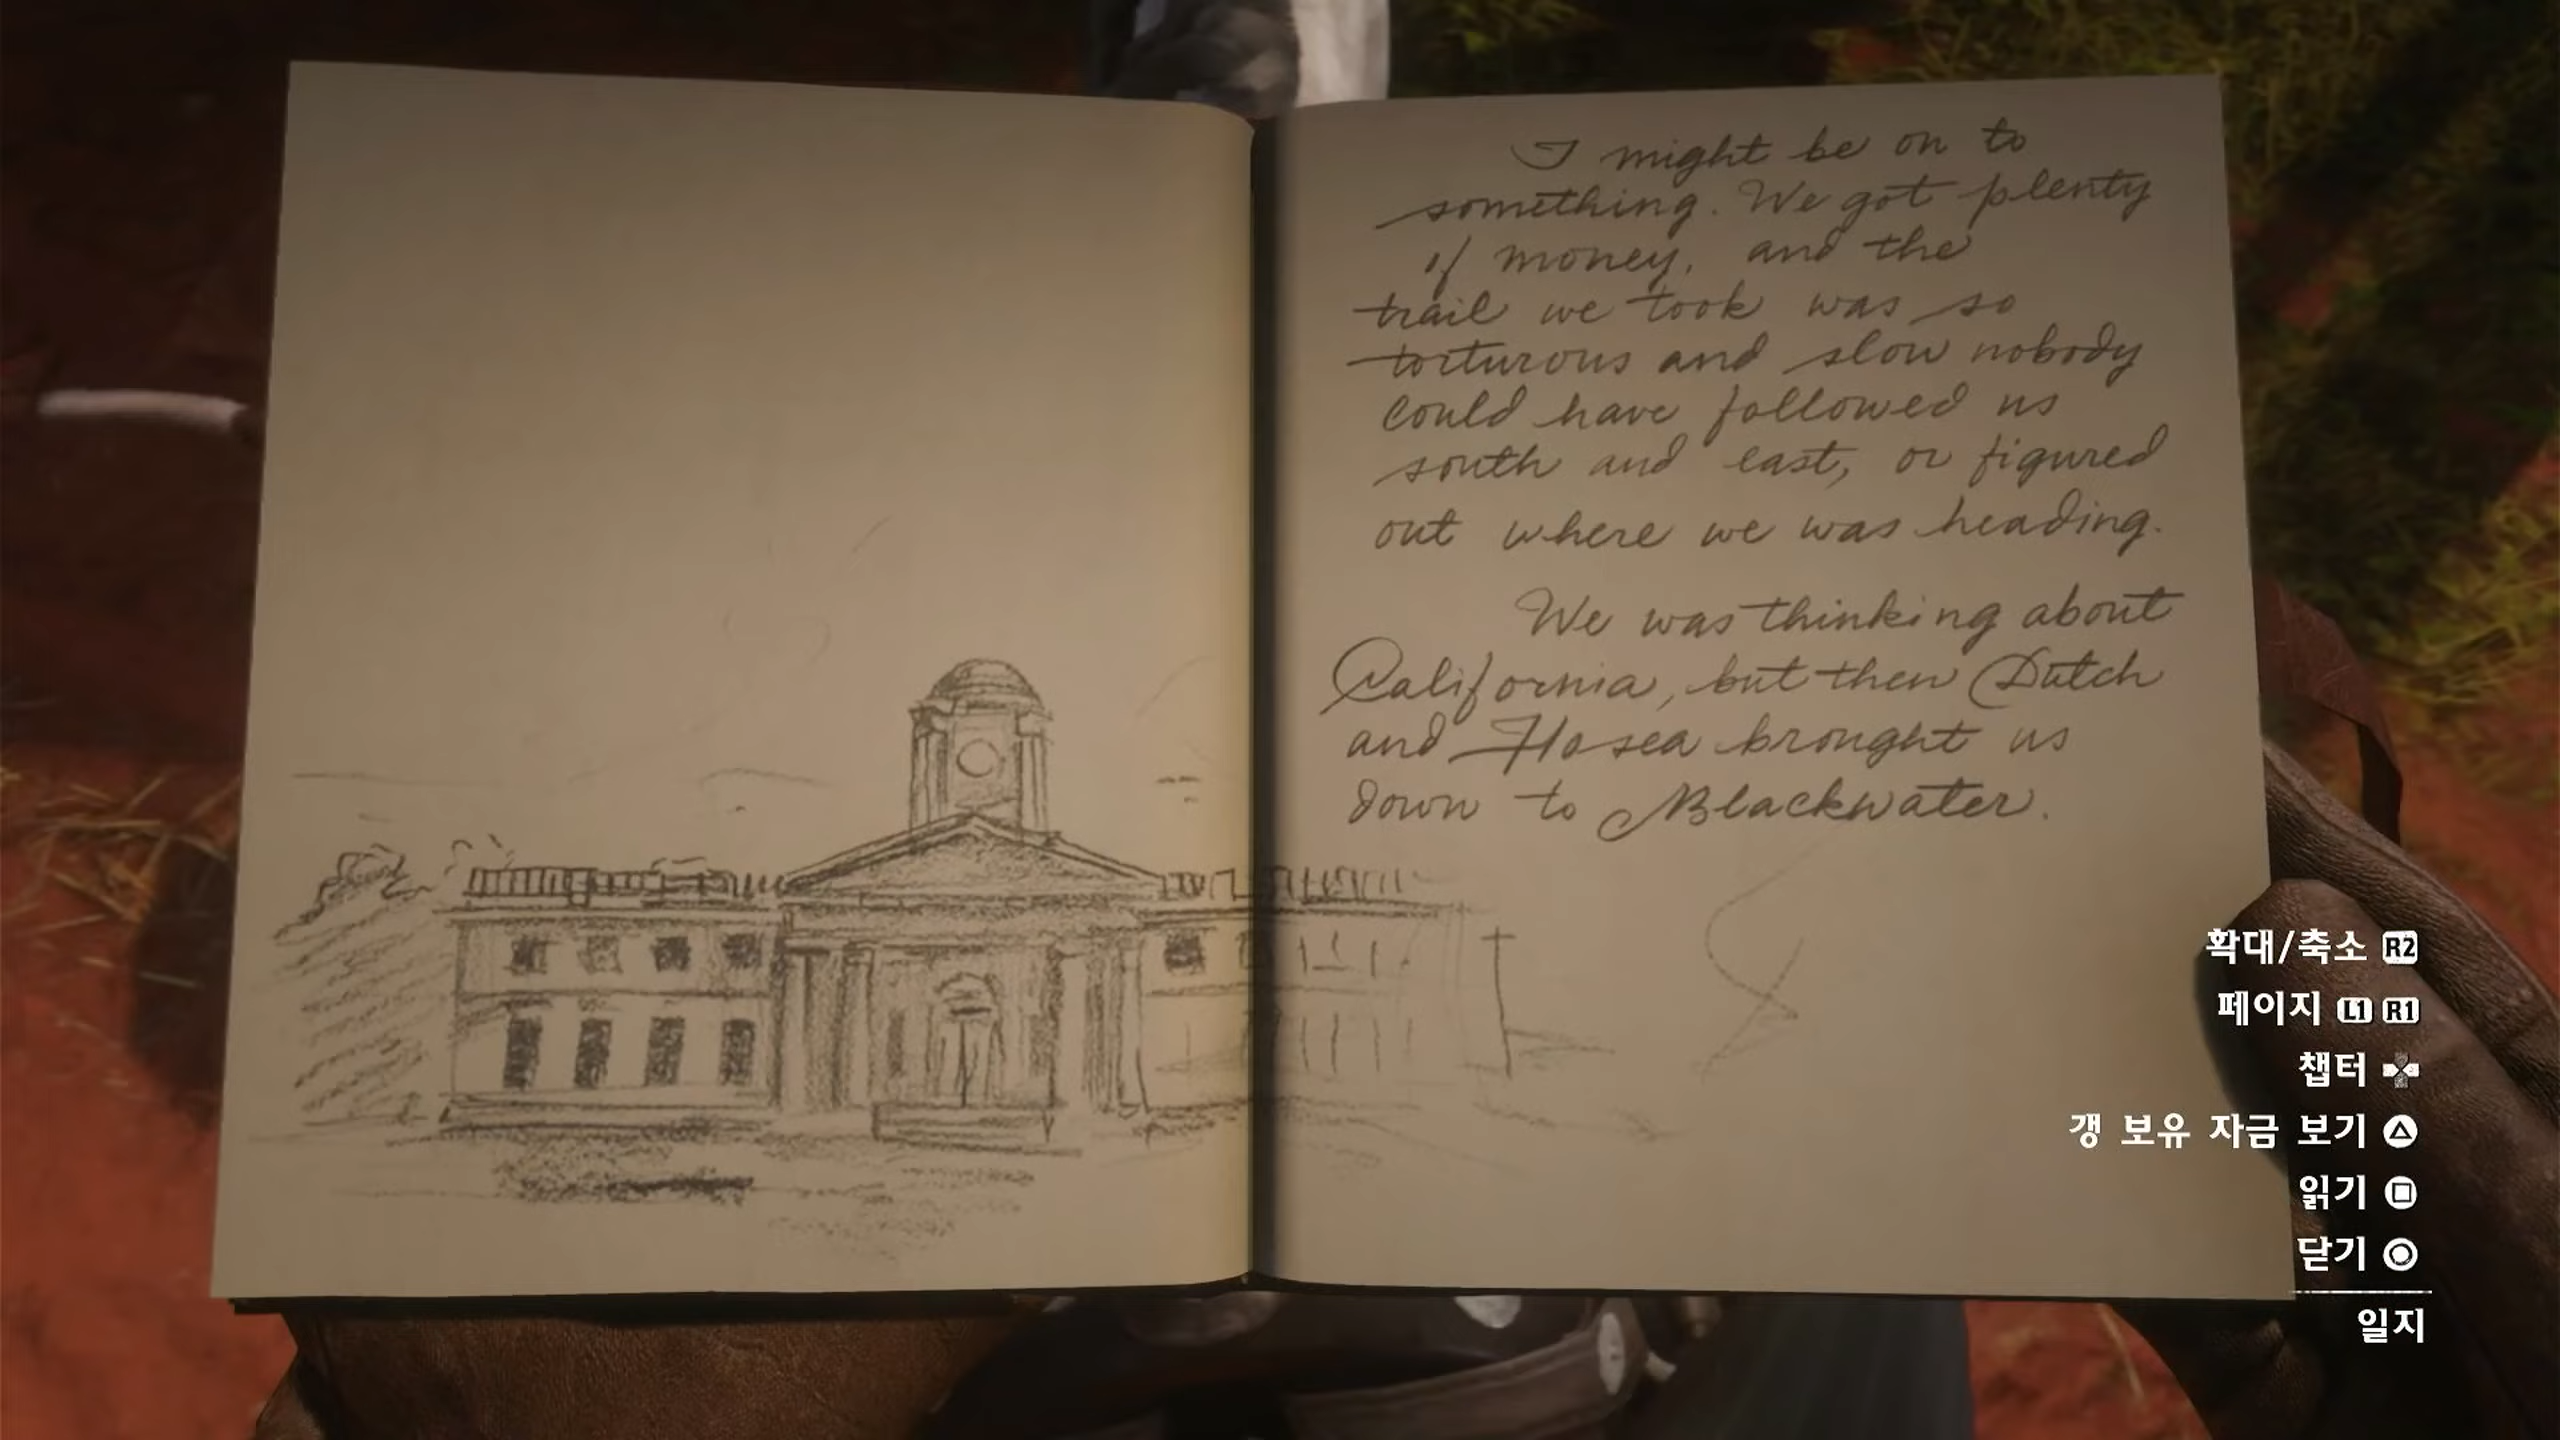 I might be on to
something. We got plenty
of money, and the
trail we took was so
torturous and slow nobody
could have followed us
south and east, or figured
out where we was heading.
We was thinking about
California, but then Dutch
and Hosea brought us
down to Blackwater.
확대/축소 R2
페이지 L1 R1
챕터
갱 보유 자금 보기
읽기
닫기
일지